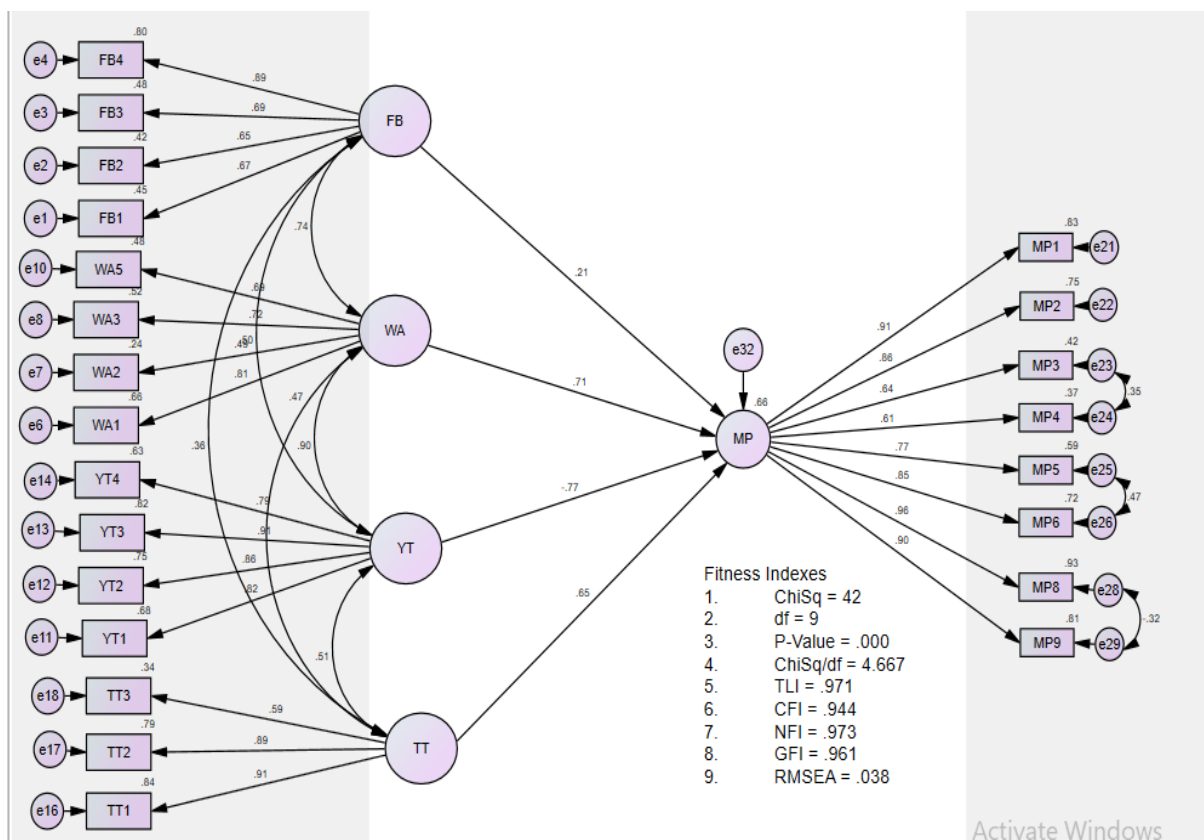 .80
e4 FB4
.89
.48
e3 FB3
.69
FB
.42
e2 FB2
.65
.45
.67
e1 FB1
.48
.74
e10 WA5
.69
.52
e8 WA3
.72
WA
.50
.24
.49
e7 WA2
.81
.66
.47
e6 WA1
.36
.90
.63
e14 YT4
.79
.82
e13 YT3
.91
YT
.75
e12 YT2
.86
.68
.82
e11 YT1
.51
.34
e18 TT3
.59
.79
e17 TT2
.89
TT
.84
.91
e16 TT1
.21
.71
-.77
.65
e32
.66
MP
.91
.86
.64
.61
.77
.85
.96
.90
.83
MP1 e21
.75
MP2 e22
.42
MP3 e23
.37
.35
MP4 e24
.59
MP5 e25
.72
.47
MP6 e26
.93
MP8 e28
.81
-.32
MP9 e29
Fitness Indexes
1. ChiSq = 42
2. df = 9
3. P-Value = .000
4. ChiSq/df = 4.667
5. TLI = .971
6. CFI = .944
7. NFI = .973
8. GFI = .961
9. RMSEA = .038
Activate Windows